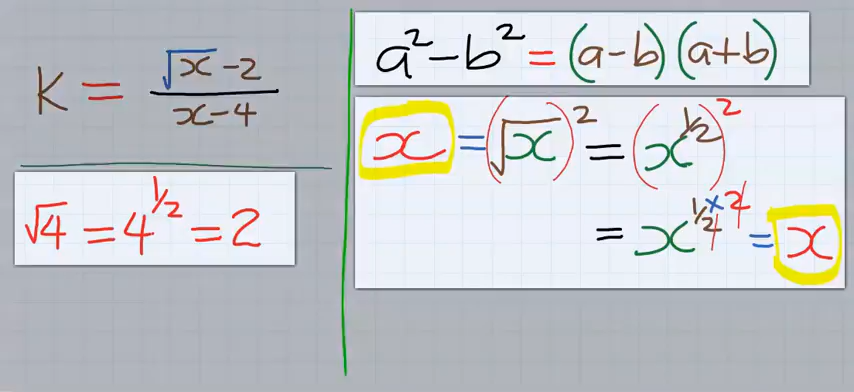 K = √x - 2 / x - 4
√4 = 4^1/2 = 2
a² - b² = (a - b)(a + b)
x = (√x)² = (x^1/2)²
= x^1/2 × 2 = x